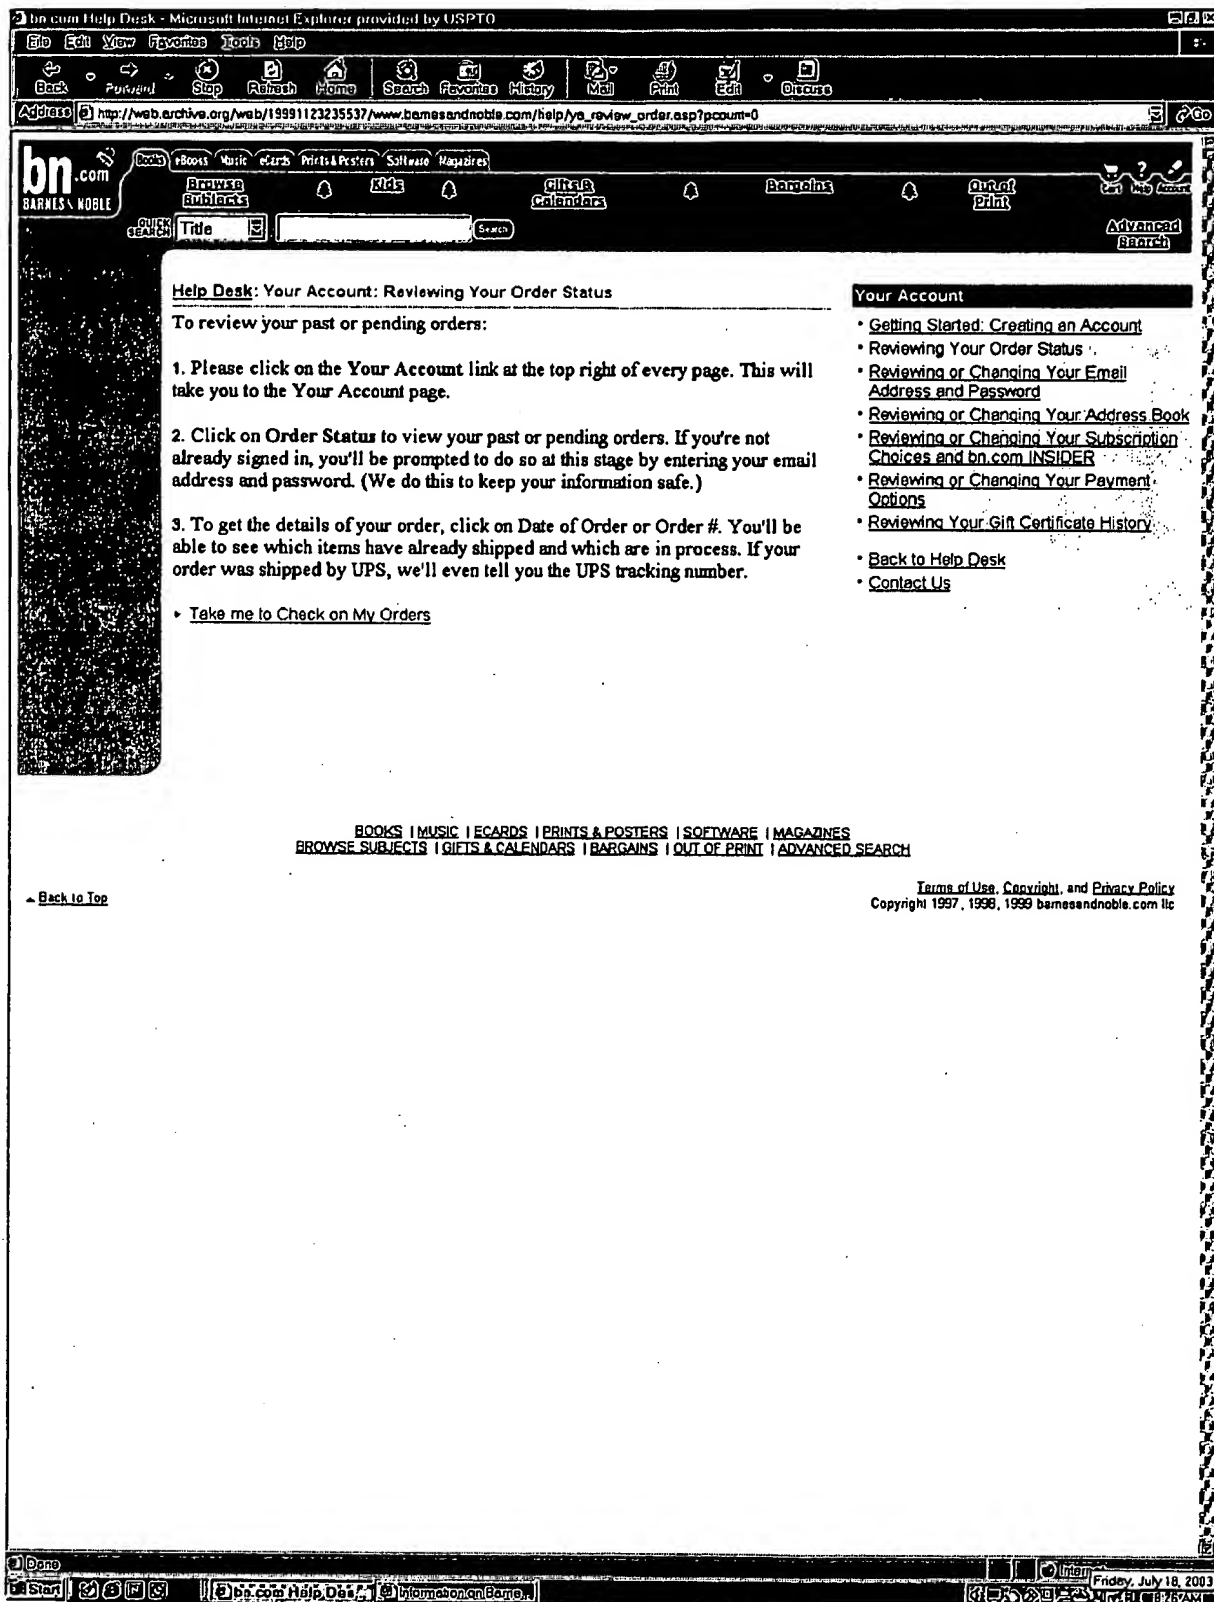 bn.com Help Desk - Microsoft Internet Explorer provided by USPTO
File Edit View Favorites Tools Help
Back Forward Stop Refresh Home Search Favorites History Mail Print Edit Discuss
Address http://web.archive.org/web/19991123235537/www.barnesandnoble.com/help/ya_review_order.asp?pcount=0 Go
bn.com
BARNES & NOBLE
Books eBooks Music eCards Prints & Posters Software Magazines
Cart Help Account
Browse Subjects Kids Gifts & Calendars Bargains Out of Print
QUICK SEARCH Title Search Advanced Search
Help Desk: Your Account: Reviewing Your Order Status
To review your past or pending orders:
1. Please click on the Your Account link at the top right of every page. This will
take you to the Your Account page.
2. Click on Order Status to view your past or pending orders. If you're not
already signed in, you'll be prompted to do so at this stage by entering your email
address and password. (We do this to keep your information safe.)
3. To get the details of your order, click on Date of Order or Order #. You'll be
able to see which items have already shipped and which are in process. If your
order was shipped by UPS, we'll even tell you the UPS tracking number.
Take me to Check on My Orders
Your Account
• Getting Started: Creating an Account
• Reviewing Your Order Status
• Reviewing or Changing Your Email
Address and Password
• Reviewing or Changing Your Address Book
• Reviewing or Changing Your Subscription
Choices and bn.com INSIDER
• Reviewing or Changing Your Payment
Options
• Reviewing Your Gift Certificate History
• Back to Help Desk
• Contact Us
BOOKS | MUSIC | ECARDS | PRINTS & POSTERS | SOFTWARE | MAGAZINES
BROWSE SUBJECTS | GIFTS & CALENDARS | BARGAINS | OUT OF PRINT | ADVANCED SEARCH
Back to Top
Terms of Use, Copyright, and Privacy Policy
Copyright 1997, 1998, 1999 barnesandnoble.com llc
Done
Start bn.com Help Des... Information on Barne...
Friday, July 18, 2003
8:26 AM